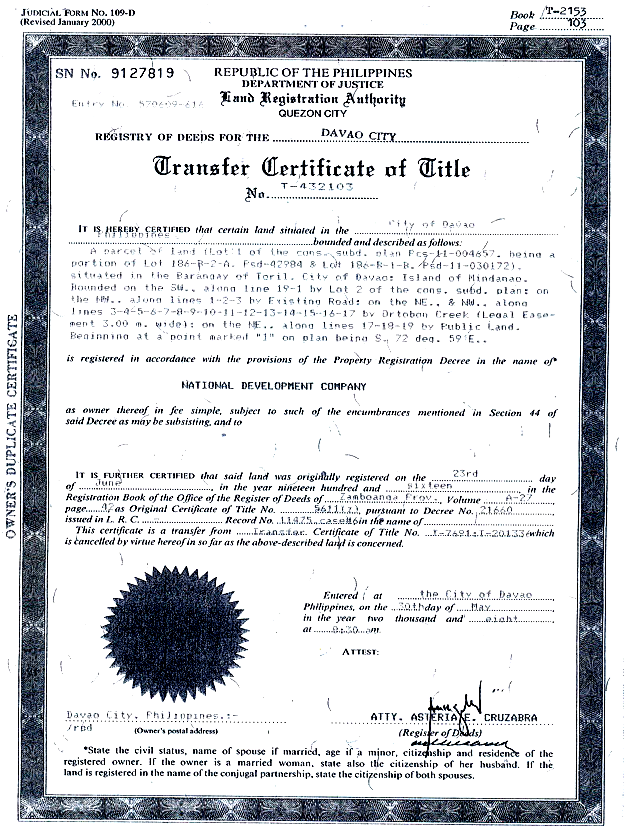 JUDICIAL FORM NO. 109-D
(Revised January 2000)
Book T-2153
Page 103
SN No. 9127819
REPUBLIC OF THE PHILIPPINES
DEPARTMENT OF JUSTICE
Land Registration Authority
QUEZON CITY
Entry No.
REGISTRY OF DEEDS FOR THE DAVAO CITY
Transfer Certificate of Title
No. T-432103
IT IS HEREBY CERTIFIED that certain land situated in the City of Davao
Philippines bounded and described as follows:
A parcel of land (Lot 1 of the cons. subd. plan Pcs-11-004657, being a
portion of Lot 186-B-2-A, Psd-42984 & Lot 186-B-1-B, Psd-11-030172),
situated in the Barangay of Toril, City of Davao, Island of Mindanao.
Bounded on the SW., along line 19-1 by Lot 2 of the cons. subd. plan; on
the NW., along lines 1-2-3 by Existing Road; on the NE., & NW., along
lines 3-4-5-6-7-8-9-10-11-12-13-14-15-16-17 by Ortoban Creek (Legal Ease-
ment 3.00 m. wide); on the NE., along lines 17-18-19 by Public Land.
Beginning at a point marked "1" on plan being S. 72 deg. 59'E..
is registered in accordance with the provisions of the Property Registration Decree in the name of*
NATIONAL DEVELOPMENT COMPANY
as owner thereof in fee simple, subject to such of the encumbrances mentioned in Section 44 of
said Decree as may be subsisting, and to
IT IS FURTHER CERTIFIED that said land was originally registered on the 23rd day
of June, in the year nineteen hundred and sixteen in the
Registration Book of the Office of the Register of Deeds of Zamboanga Prov., Volume A-27
page as Original Certificate of Title No. pursuant to Decree No. 21660
issued in L. R. C. Record No. 11475, case#6 in the name of
This certificate is a transfer from Transfer Certificate of Title No. T-7691;T-20133 which
is cancelled by virtue hereof in so far as the above-described land is concerned.
Entered at the City of Davao
Philippines, on the 30th day of May
in the year two thousand and eight
at 8:30 am.
ATTEST:
ATTY. ASTERIA E. CRUZABRA
(Register of Deeds)
Davao City, Philippines.:-
/rpd
(Owner's postal address)
*State the civil status, name of spouse if married, age if a minor, citizenship and residence of the
registered owner. If the owner is a married woman, state also the citizenship of her husband. If the
land is registered in the name of the conjugal partnership, state the citizenship of both spouses.
OWNER'S DUPLICATE CERTIFICATE